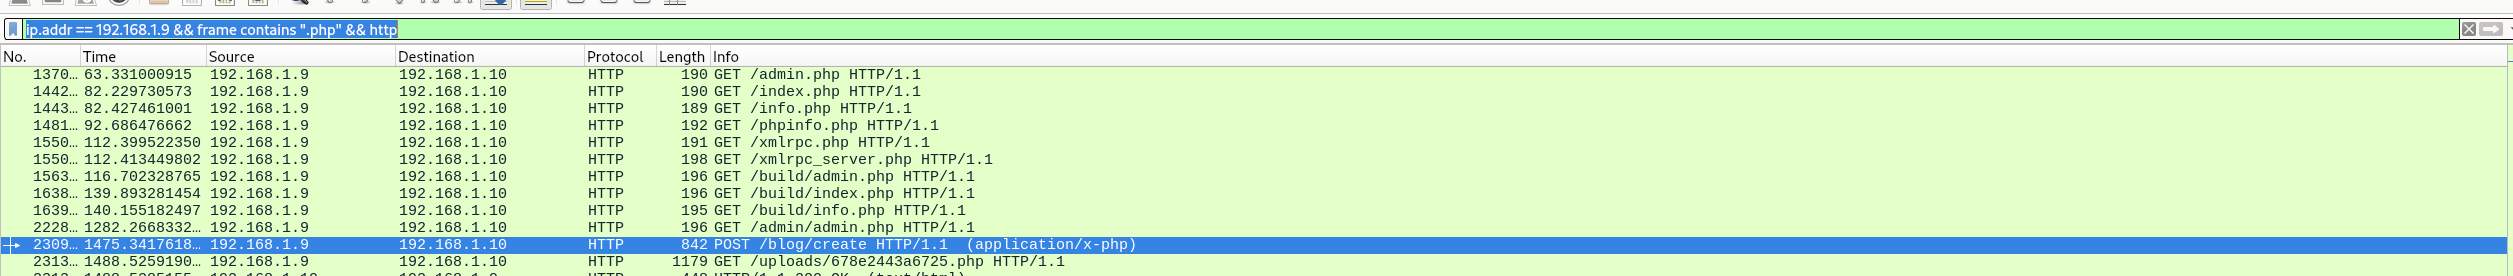 ip.addr == 192.168.1.9 && frame contains ".php" && http
No. Time Source Destination Protocol Length Info
1370… 63.331000915 192.168.1.9 192.168.1.10 HTTP 190 GET /admin.php HTTP/1.1
1442… 82.229730573 192.168.1.9 192.168.1.10 HTTP 190 GET /index.php HTTP/1.1
1443… 82.427461001 192.168.1.9 192.168.1.10 HTTP 189 GET /info.php HTTP/1.1
1481… 92.686476662 192.168.1.9 192.168.1.10 HTTP 192 GET /phpinfo.php HTTP/1.1
1550… 112.399522350 192.168.1.9 192.168.1.10 HTTP 191 GET /xmlrpc.php HTTP/1.1
1550… 112.413449802 192.168.1.9 192.168.1.10 HTTP 198 GET /xmlrpc_server.php HTTP/1.1
1563… 116.702328765 192.168.1.9 192.168.1.10 HTTP 196 GET /build/admin.php HTTP/1.1
1638… 139.893281454 192.168.1.9 192.168.1.10 HTTP 196 GET /build/index.php HTTP/1.1
1639… 140.155182497 192.168.1.9 192.168.1.10 HTTP 195 GET /build/info.php HTTP/1.1
2228… 1282.2668332… 192.168.1.9 192.168.1.10 HTTP 196 GET /admin/admin.php HTTP/1.1
2309… 1475.3417618… 192.168.1.9 192.168.1.10 HTTP 842 POST /blog/create HTTP/1.1 (application/x-php)
2313… 1488.5259190… 192.168.1.9 192.168.1.10 HTTP 1179 GET /uploads/678e2443a6725.php HTTP/1.1